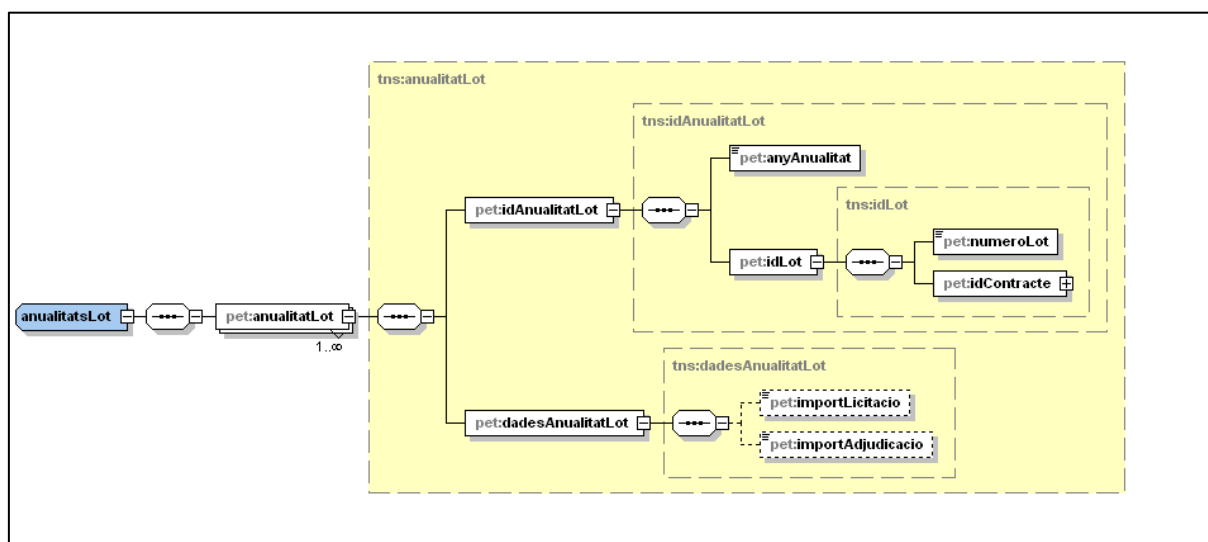 tns:anualitatLot
tns:idAnualitatLot
pet:anyAnualitat
tns:idLot
pet:idAnualitatLot
pet:numeroLot
pet:idLot
pet:idContracte
anualitatsLot
pet:anualitatLot
1..∞
tns:dadesAnualitatLot
pet:importLicitacio
pet:dadesAnualitatLot
pet:importAdjudicacio